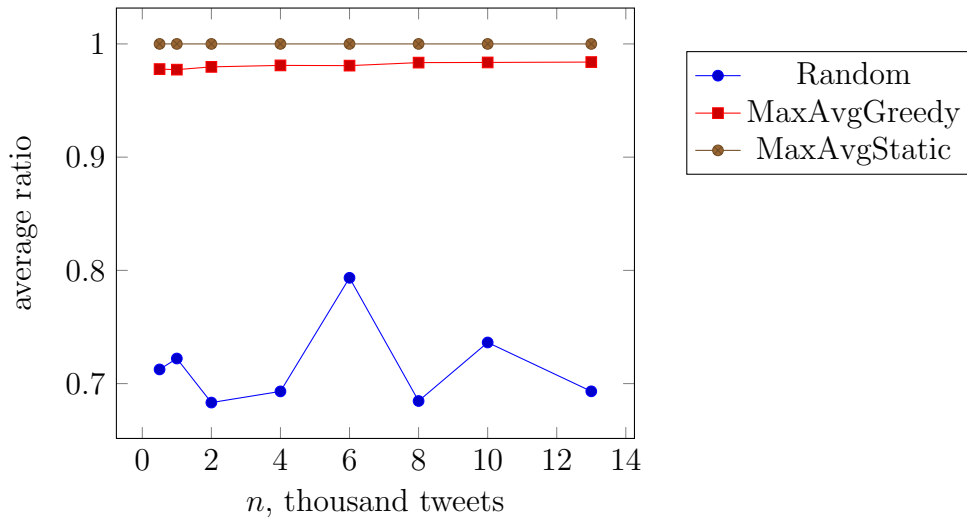 1
0.9
0.8
0.7
0 2 4 6 8 10 12 14
average ratio
n, thousand tweets
Random
MaxAvgGreedy
MaxAvgStatic